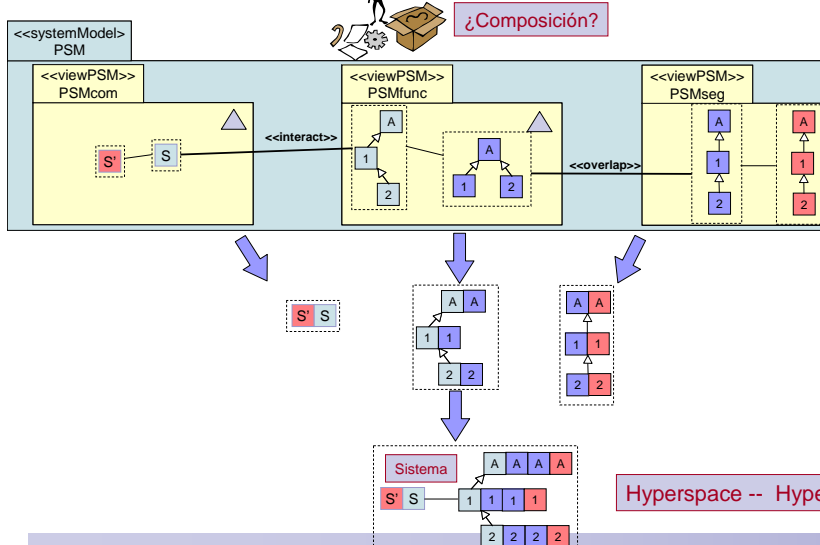 ¿Composición?
<<systemModel>
PSM
<<viewPSM>>
PSMcom
<<viewPSM>>
PSMfunc
<<viewPSM>>
PSMseg
S' S
<<interact>>
A
1
2
A
1 2
<<overlap>>
A
1
2
A
1
2
S' S
A A
1 1
2 2
A A
1 1
2 2
Sistema
A A A A
S' S 1 1 1 1
2 2 2 2
Hyperspace -- Hype